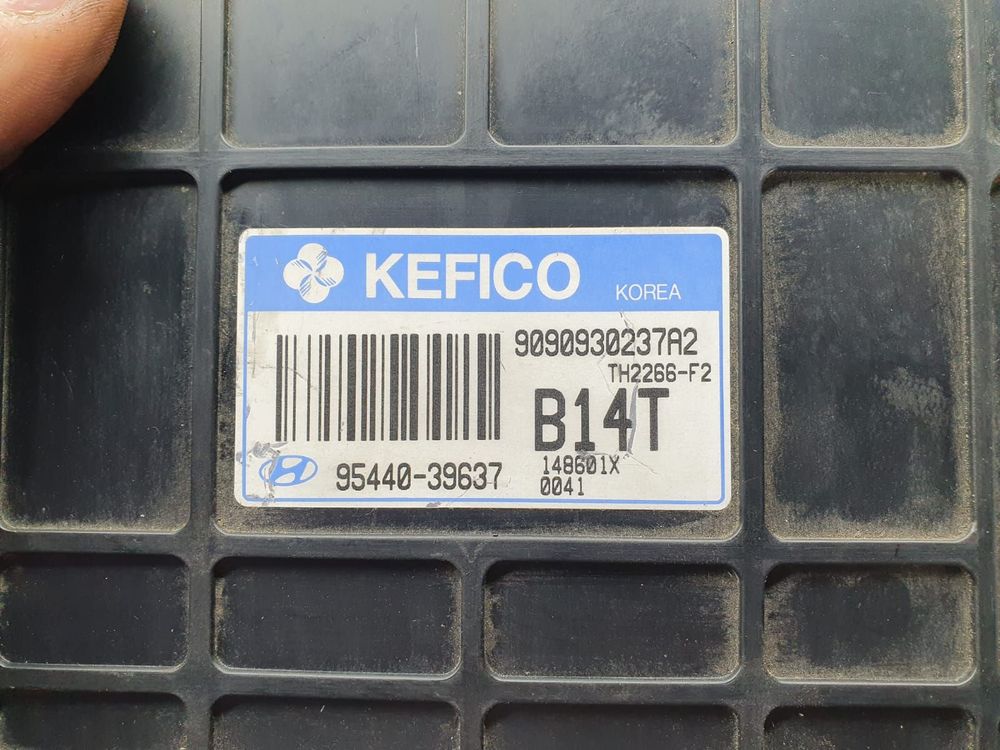 KEFICO KOREA
9090930237A2
TH2266-F2
B14T
95440-39637
148601X
0041